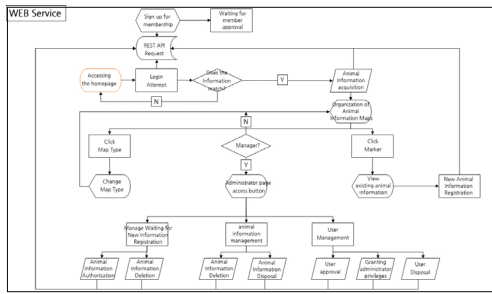 WEB Service
Sign up for
membership
Waiting for
member
approval
REST API
Request
Accessing
the homepage
Login
Attempt
Does the
Information
match?
Y
N
Animal
Information
acquisition
Organization of
Animal
Information Maps
N
Click
Map Type
Manager?
Click
Marker
Y
Change
Map Type
Administrator page
access button
View
existing animal
information
New Animal
Information
Registration
Manage Waiting for
New Information
Registration
animal
information
management
User
Management
Animal
Information
Authorization
Animal
Information
Deletion
Animal
Information
Deletion
Animal
Information
Disposal
User
approval
Granting
administrator
privileges
User
Disposal